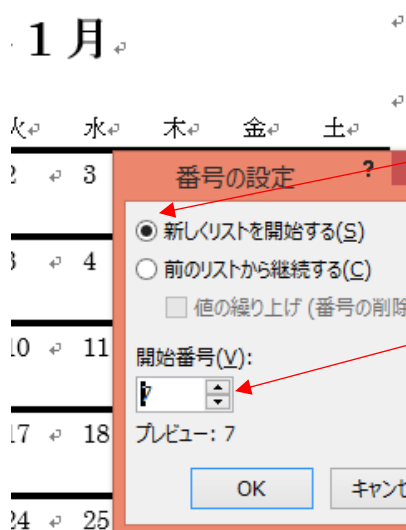 1 月
火 水 木 金 土
2 3
番号の設定 ?
新しくリストを開始する(S)
3 4
前のリストから継続する(C)
値の繰り上げ (番号の削除
10 11
開始番号(V):
7
17 18
プレビュー: 7
OK キャンセ
24 25